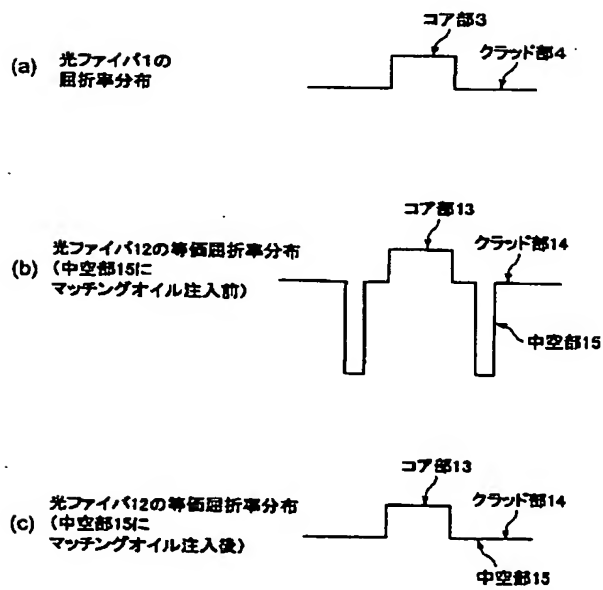 コア部3
(a) 光ファイバ1の
屈折率分布
クラッド部4
コア部13
光ファイバ12の等価屈折率分布
(b) (中空部15に
マッチングオイル注入前)
クラッド部14
中空部15
コア部13
光ファイバ12の等価屈折率分布
(c) (中空部15に
マッチングオイル注入後)
クラッド部14
中空部15